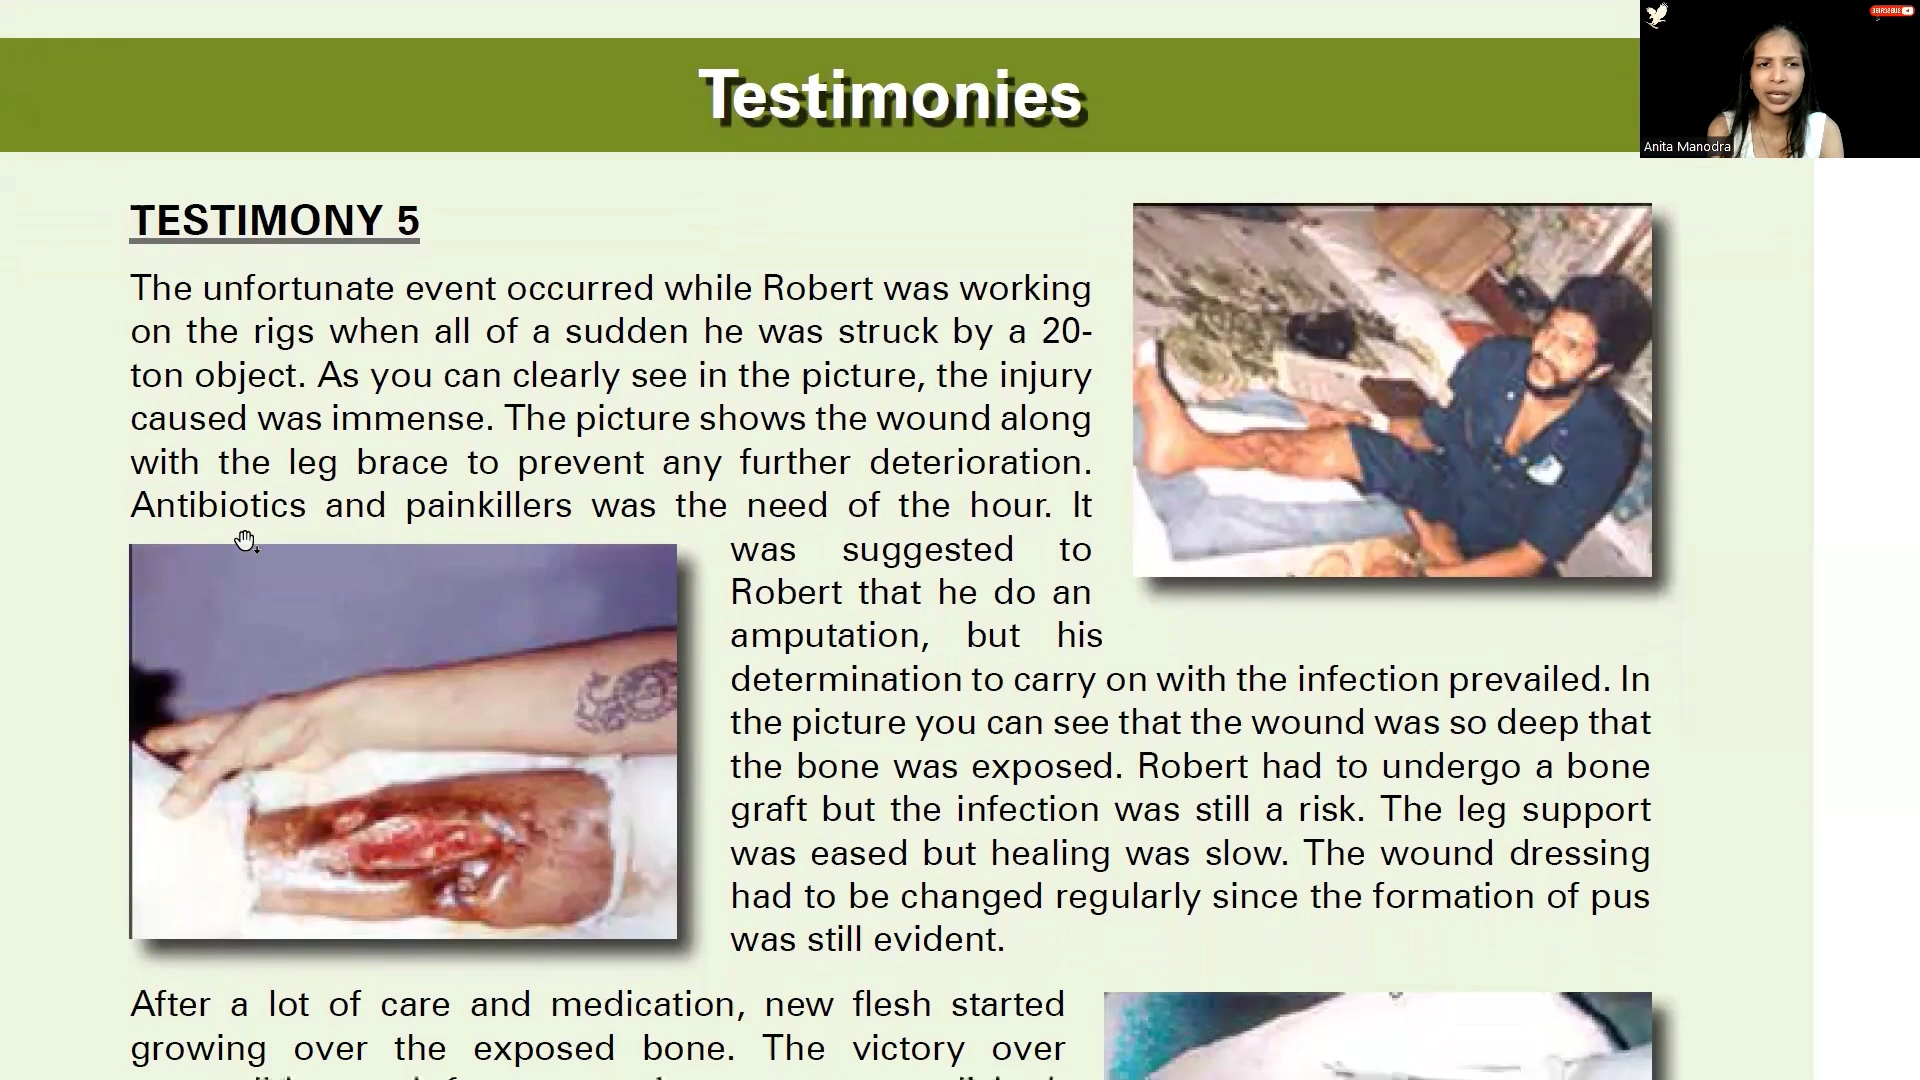 Testimonies
Anita Manodra
TESTIMONY 5
The unfortunate event occurred while Robert was working
on the rigs when all of a sudden he was struck by a 20-
ton object. As you can clearly see in the picture, the injury
caused was immense. The picture shows the wound along
with the leg brace to prevent any further deterioration.
Antibiotics and painkillers was the need of the hour. It
was suggested to
Robert that he do an
amputation, but his
determination to carry on with the infection prevailed. In
the picture you can see that the wound was so deep that
the bone was exposed. Robert had to undergo a bone
graft but the infection was still a risk. The leg support
was eased but healing was slow. The wound dressing
had to be changed regularly since the formation of pus
was still evident.
After a lot of care and medication, new flesh started
growing over the exposed bone. The victory over